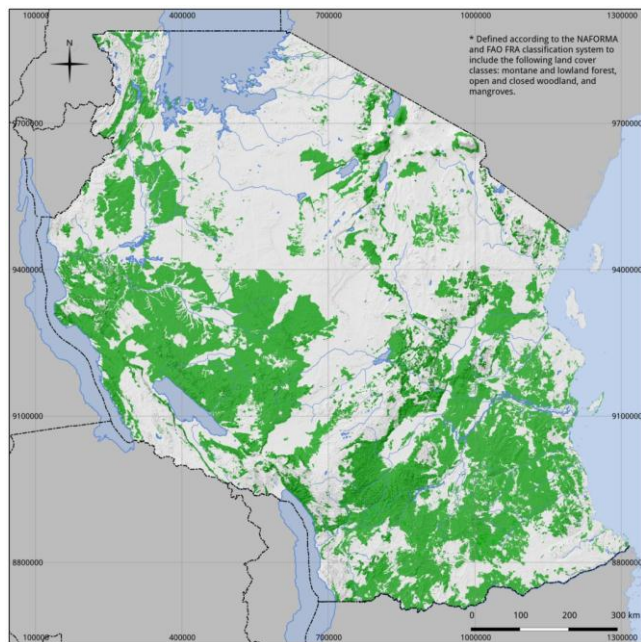 100000 400000 700000 1000000 1300000
N
* Defined according to the NAFORMA
and FAO FRA classification system to
include the following land cover
classes: montane and lowland forest,
open and closed woodland, and
mangroves.
9700000 9700000
9400000 9400000
9100000 9100000
8800000 8800000
0 100 200 300 km
100000 400000 700000 1000000 1300000